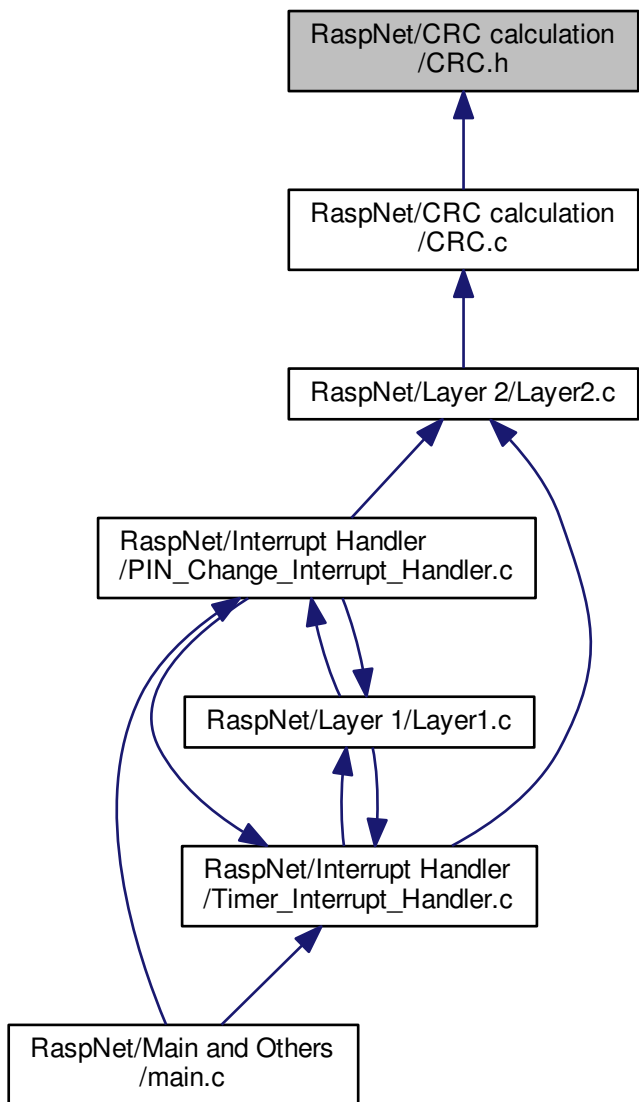 RaspNet/CRC calculation
/CRC.h
RaspNet/CRC calculation
/CRC.c
RaspNet/Layer 2/Layer2.c
RaspNet/Interrupt Handler
/PIN_Change_Interrupt_Handler.c
RaspNet/Layer 1/Layer1.c
RaspNet/Interrupt Handler
/Timer_Interrupt_Handler.c
RaspNet/Main and Others
/main.c